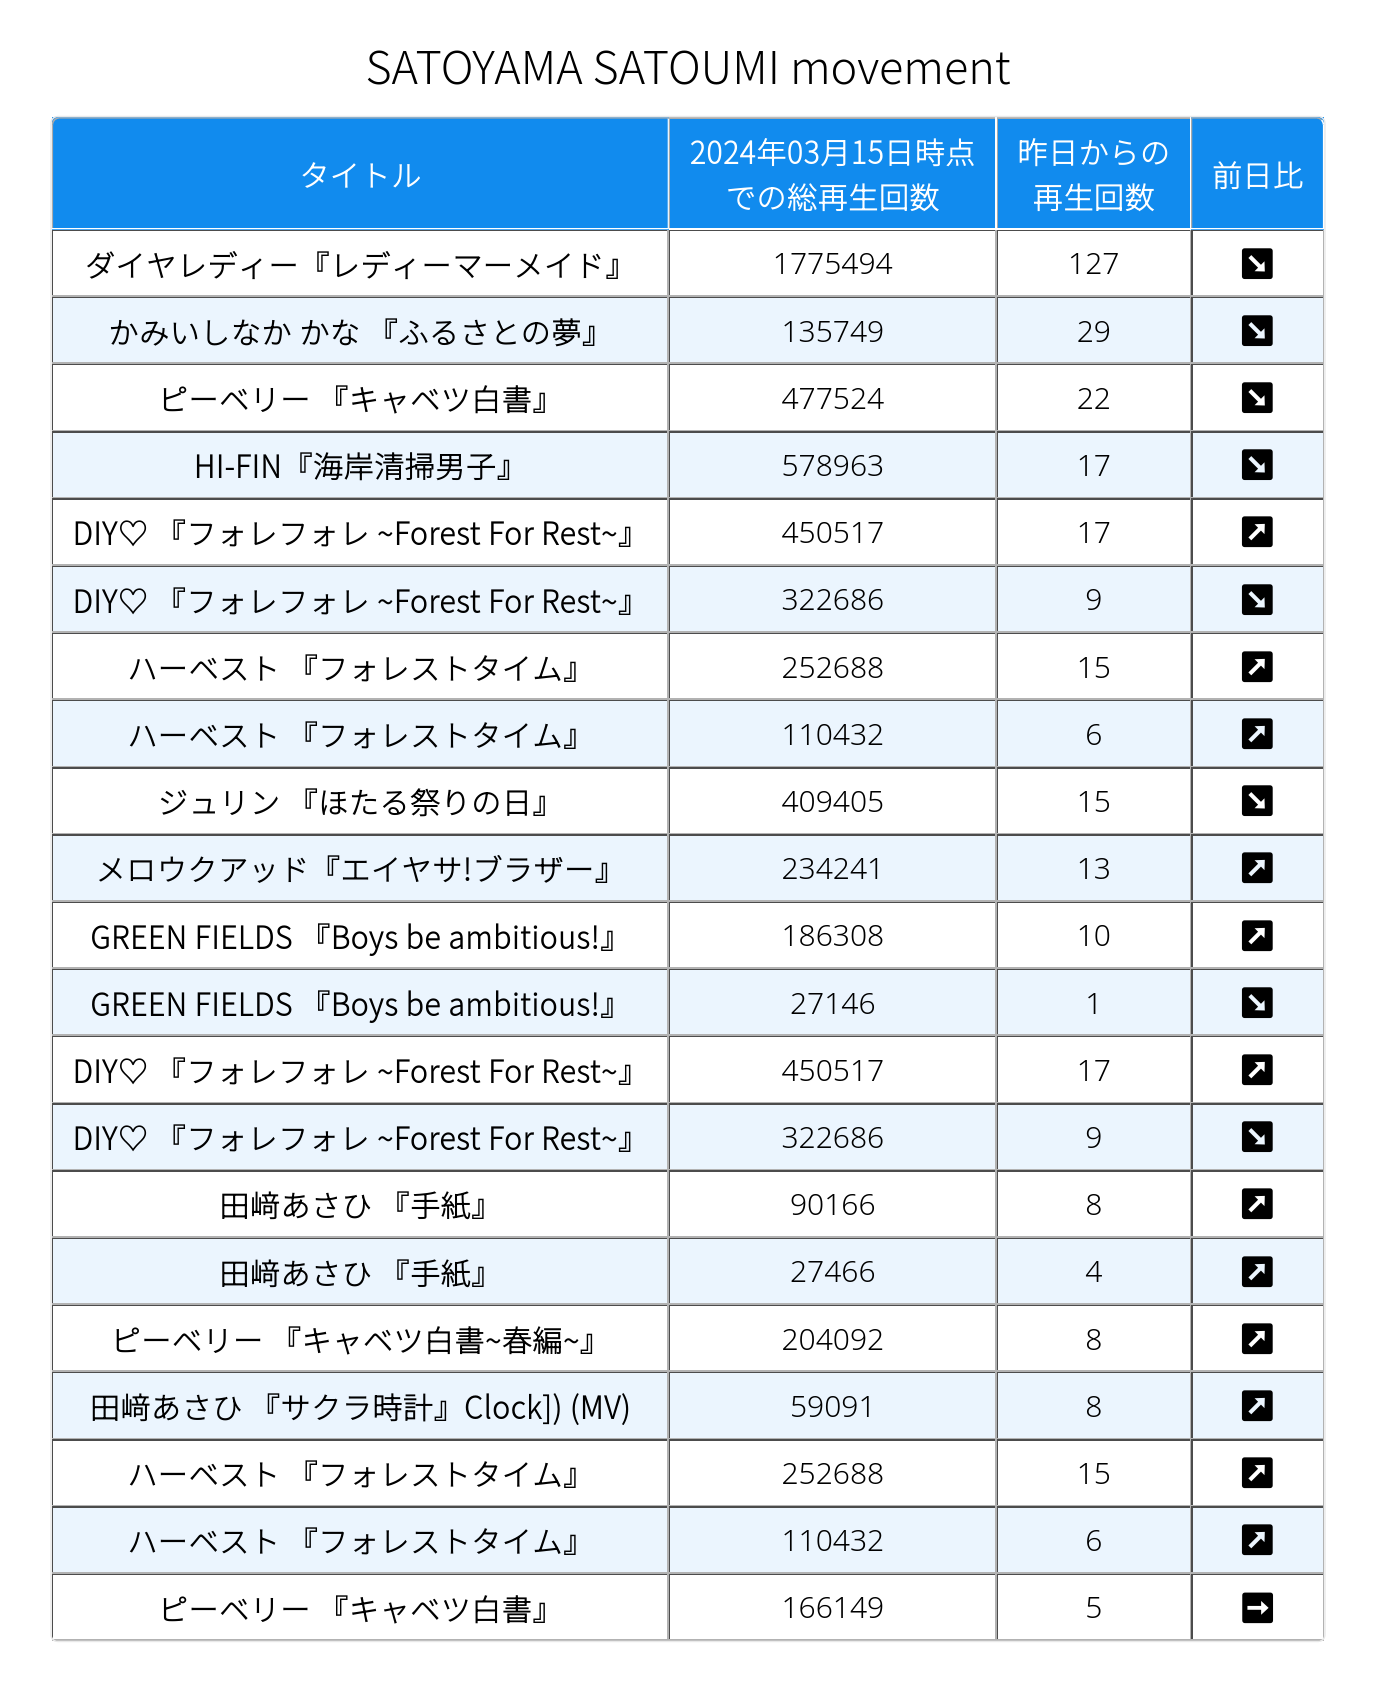 SATOYAMA SATOUMI movement
タイトル 2024年03月15日時点での総再生回数 昨日からの再生回数 前日比
ダイヤレディー『レディーマーメイド』 1775494 127 ↘
かみいしなか かな 『ふるさとの夢』 135749 29 ↘
ピーベリー 『キャベツ白書』 477524 22 ↘
HI-FIN『海岸清掃男子』 578963 17 ↘
DIY♡ 『フォレフォレ ~Forest For Rest~』 450517 17 ↗
DIY♡ 『フォレフォレ ~Forest For Rest~』 322686 9 ↘
ハーベスト 『フォレストタイム』 252688 15 ↗
ハーベスト 『フォレストタイム』 110432 6 ↗
ジュリン 『ほたる祭りの日』 409405 15 ↘
メロウクアッド『エイヤサ!ブラザー』 234241 13 ↗
GREEN FIELDS 『Boys be ambitious!』 186308 10 ↗
GREEN FIELDS 『Boys be ambitious!』 27146 1 ↘
DIY♡ 『フォレフォレ ~Forest For Rest~』 450517 17 ↗
DIY♡ 『フォレフォレ ~Forest For Rest~』 322686 9 ↘
田﨑あさひ 『手紙』 90166 8 ↗
田﨑あさひ 『手紙』 27466 4 ↗
ピーベリー 『キャベツ白書~春編~』 204092 8 ↗
田﨑あさひ 『サクラ時計』Clock]) (MV) 59091 8 ↗
ハーベスト 『フォレストタイム』 252688 15 ↗
ハーベスト 『フォレストタイム』 110432 6 ↗
ピーベリー 『キャベツ白書』 166149 5 →